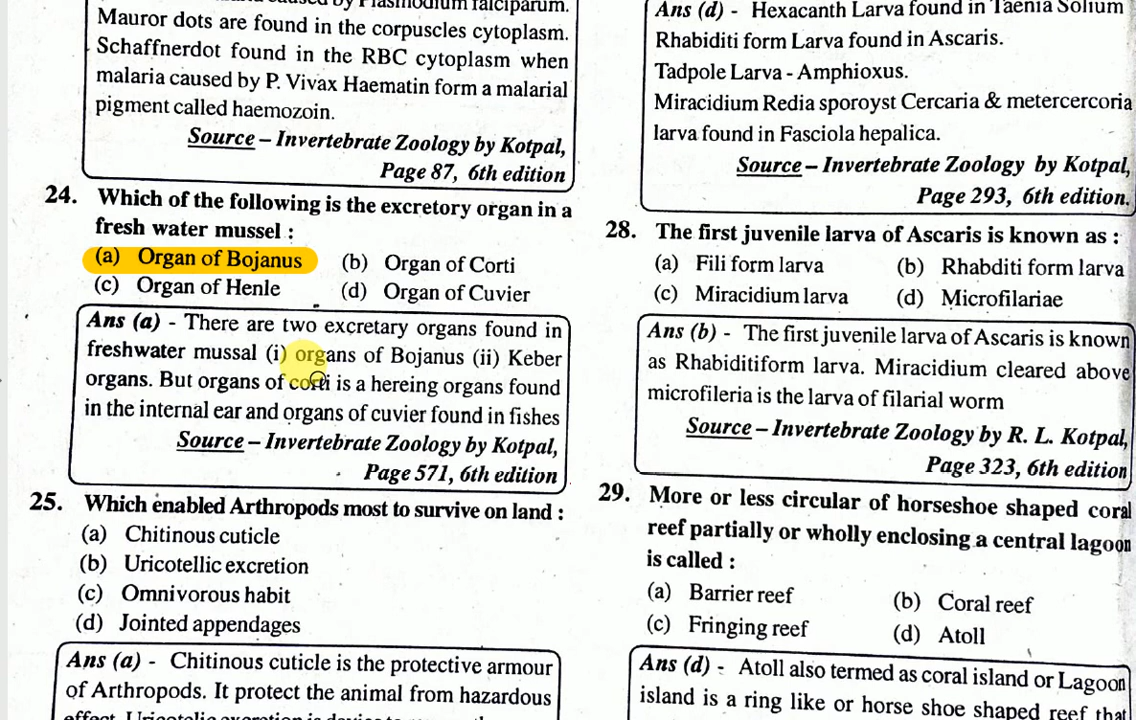 Mauror dots are found in the corpuscles cytoplasm.
Schaffnerdot found in the RBC cytoplasm when
malaria caused by P. Vivax Haematin form a malarial
pigment called haemozoin.
Source – Invertebrate Zoology by Kotpal,
Page 87, 6th edition
24. Which of the following is the excretory organ in a
fresh water mussel :
(a) Organ of Bojanus (b) Organ of Corti
(c) Organ of Henle (d) Organ of Cuvier
Ans (a) - There are two excretary organs found in
freshwater mussal (i) organs of Bojanus (ii) Keber
organs. But organs of corti is a hereing organs found
in the internal ear and organs of cuvier found in fishes
Source – Invertebrate Zoology by Kotpal,
Page 571, 6th edition
25. Which enabled Arthropods most to survive on land :
(a) Chitinous cuticle
(b) Uricotellic excretion
(c) Omnivorous habit
(d) Jointed appendages
Ans (a) - Chitinous cuticle is the protective armour
of Arthropods. It protect the animal from hazardous
Ans (d) - Hexacanth Larva found in Taenia Solium
Rhabiditi form Larva found in Ascaris.
Tadpole Larva - Amphioxus.
Miracidium Redia sporoyst Cercaria & metercercoria
larva found in Fasciola hepalica.
Source – Invertebrate Zoology by Kotpal,
Page 293, 6th edition.
28. The first juvenile larva of Ascaris is known as :
(a) Fili form larva (b) Rhabditi form larva
(c) Miracidium larva (d) Microfilariae
Ans (b) - The first juvenile larva of Ascaris is known
as Rhabiditiform larva. Miracidium cleared above
microfileria is the larva of filarial worm
Source – Invertebrate Zoology by R. L. Kotpal,
Page 323, 6th edition
29. More or less circular of horseshoe shaped coral
reef partially or wholly enclosing a central lagoon
is called :
(a) Barrier reef (b) Coral reef
(c) Fringing reef (d) Atoll
Ans (d) - Atoll also termed as coral island or Lagoon
island is a ring like or horse shoe shaped reef that